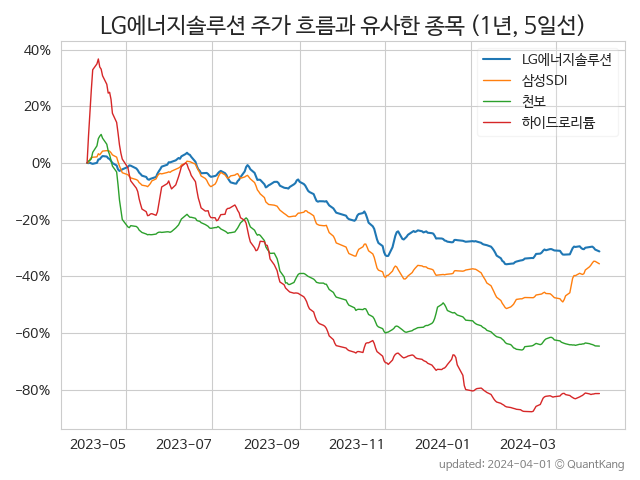 LG에너지솔루션 주가 흐름과 유사한 종목 (1년, 5일선)
LG에너지솔루션
삼성SDI
천보
하이드로리튬
40%
20%
0%
−20%
−40%
−60%
−80%
2023-05 2023-07 2023-09 2023-11 2024-01 2024-03
updated: 2024-04-01 © QuantKang